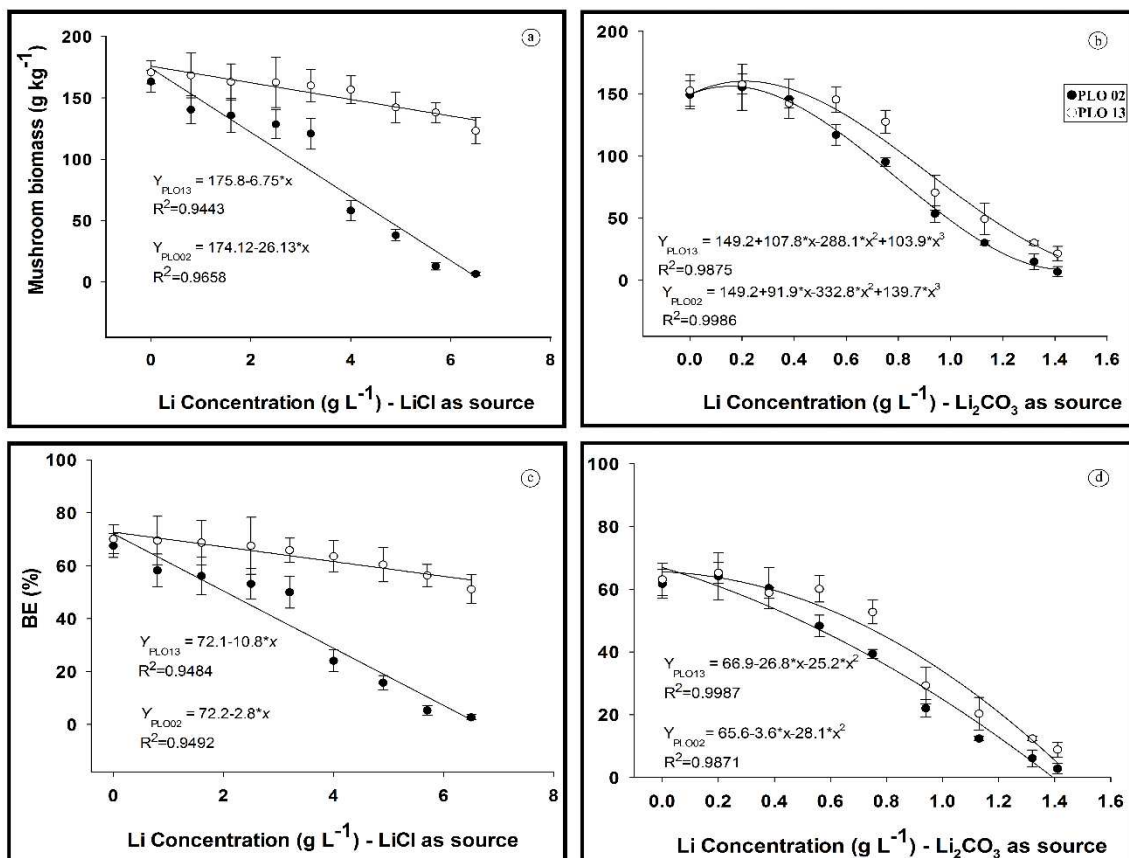 ⓐ
200
150
100
50
0
Mushroom biomass (g kg⁻¹)
Y_PLO13 = 175.8-6.75*x
R²=0.9443
Y_PLO02 = 174.12-26.13*x
R²=0.9658
0 2 4 6 8
Li Concentration (g L⁻¹) - LiCl as source
ⓑ
200
150
100
50
0
PLO 02
PLO 13
Y_PLO13 = 149.2+107.8*x-288.1*x²+103.9*x³
R²=0.9875
Y_PLO02 = 149.2+91.9*x-332.8*x²+139.7*x³
R²=0.9986
0.0 0.2 0.4 0.6 0.8 1.0 1.2 1.4 1.6
Li Concentration (g L⁻¹) - Li₂CO₃ as source
ⓒ
100
80
60
40
20
0
BE (%)
Y_PLO13 = 72.1-10.8*x
R²=0.9484
Y_PLO02 = 72.2-2.8*x
R²=0.9492
0 2 4 6 8
Li Concentration (g L⁻¹) - LiCl as source
ⓓ
100
80
60
40
20
0
Y_PLO13 = 66.9-26.8*x-25.2*x²
R²=0.9987
Y_PLO02 = 65.6-3.6*x-28.1*x²
R²=0.9871
0.0 0.2 0.4 0.6 0.8 1.0 1.2 1.4 1.6
Li Concentration (g L⁻¹) - Li₂CO₃ as source